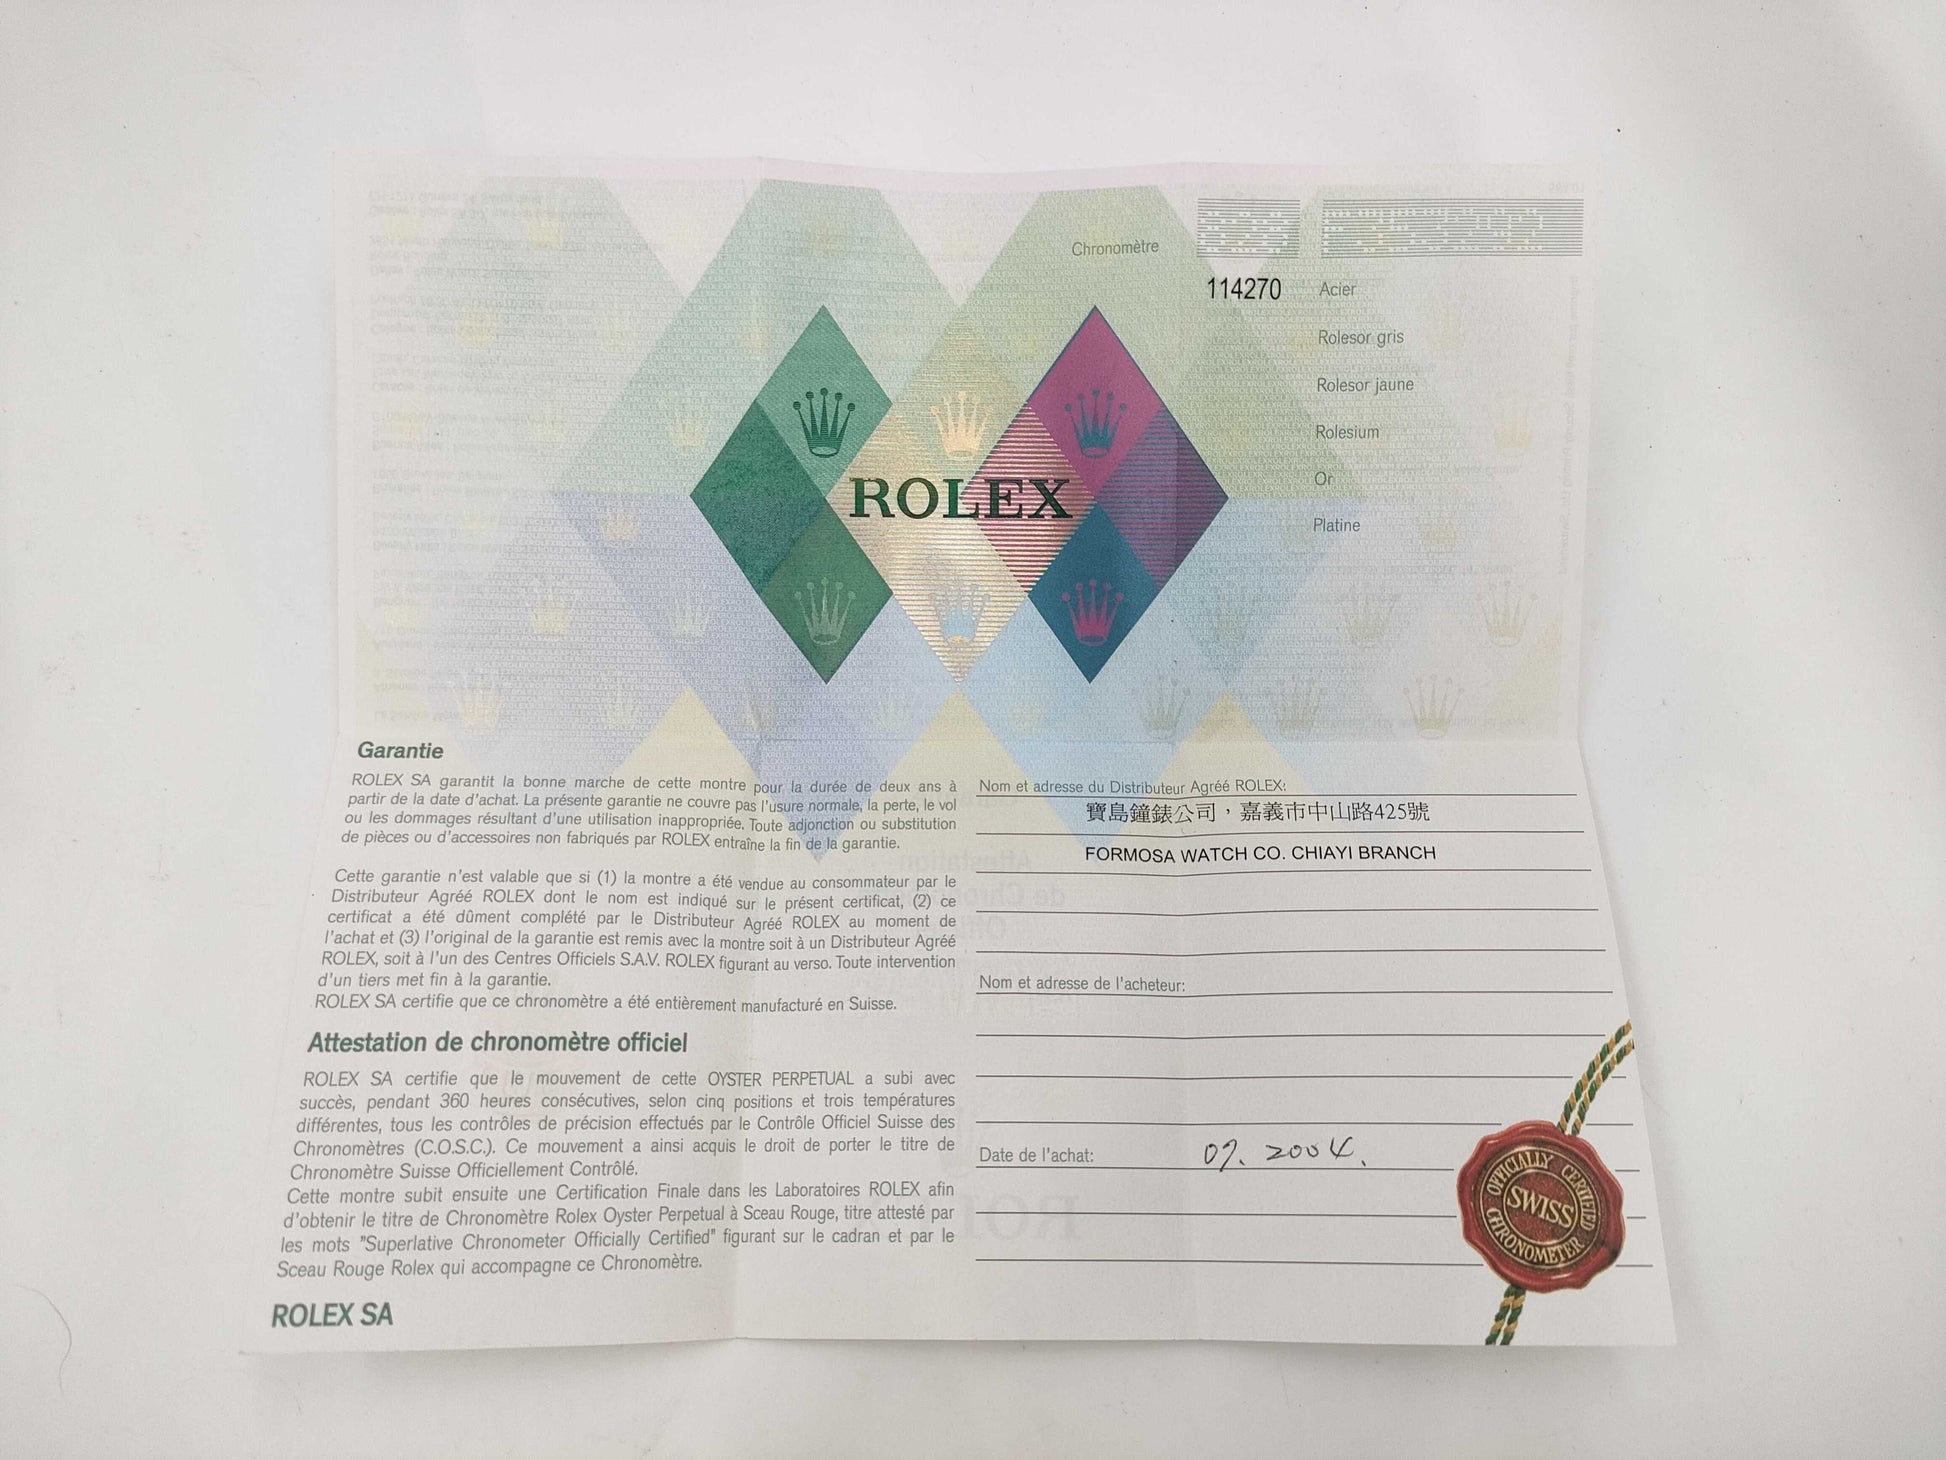 Chronomètre
114270 Acier
Rolesor gris
Rolesor jaune
Rolesium
Or
Platine
ROLEX
Garantie
ROLEX SA garantit la bonne marche de cette montre pour la durée de deux ans à
partir de la date d'achat. La présente garantie ne couvre pas l'usure normale, la perte, le vol
ou les dommages résultant d'une utilisation inappropriée. Toute adjonction ou substitution
de pièces ou d'accessoires non fabriqués par ROLEX entraîne la fin de la garantie.
Cette garantie n'est valable que si (1) la montre a été vendue au consommateur par le
Distributeur Agréé ROLEX dont le nom est indiqué sur le présent certificat, (2) ce
certificat a été dûment complété par le Distributeur Agréé ROLEX au moment de
l'achat et (3) l'original de la garantie est remis avec la montre soit à un Distributeur Agréé
ROLEX, soit à l'un des Centres Officiels S.A.V. ROLEX figurant au verso. Toute intervention
d'un tiers met fin à la garantie.
ROLEX SA certifie que ce chronomètre a été entièrement manufacturé en Suisse.
Attestation de chronomètre officiel
ROLEX SA certifie que le mouvement de cette OYSTER PERPETUAL a subi avec
succès, pendant 360 heures consécutives, selon cinq positions et trois températures
différentes, tous les contrôles de précision effectués par le Contrôle Officiel Suisse des
Chronomètres (C.O.S.C.). Ce mouvement a ainsi acquis le droit de porter le titre de
Chronomètre Suisse Officiellement Contrôlé.
Cette montre subit ensuite une Certification Finale dans les Laboratoires ROLEX afin
d'obtenir le titre de Chronomètre Rolex Oyster Perpetual à Sceau Rouge, titre attesté par
les mots "Superlative Chronometer Officially Certified" figurant sur le cadran et par le
Sceau Rouge Rolex qui accompagne ce Chronomètre.
ROLEX SA
Nom et adresse du Distributeur Agréé ROLEX:
寶島鐘錶公司，嘉義市中山路425號
FORMOSA WATCH CO. CHIAYI BRANCH
Nom et adresse de l'acheteur:
Date de l'achat: 07. 2004.
OFFICIALLY CERTIFIED
SWISS
CHRONOMETER